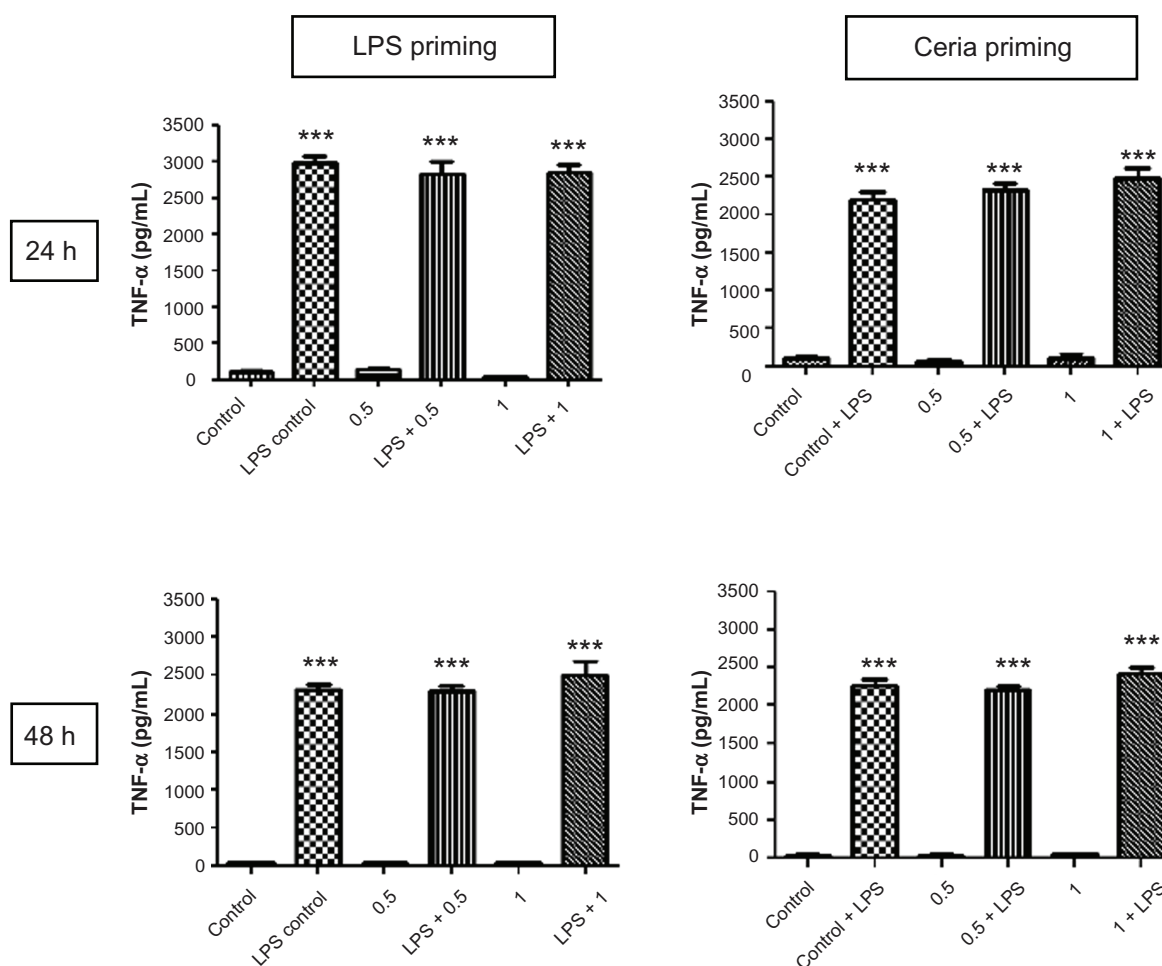 LPS priming
Ceria priming
24 h
TNF-α (pg/mL)
3500
3000
2500
2000
1500
1000
500
0
***
***
***
Control
LPS control
0.5
LPS + 0.5
1
LPS + 1
TNF-α (pg/mL)
3500
3000
2500
2000
1500
1000
500
0
***
***
***
Control
Control + LPS
0.5
0.5 + LPS
1
1 + LPS
48 h
TNF-α (pg/mL)
3500
3000
2500
2000
1500
1000
500
0
***
***
***
Control
LPS control
0.5
LPS + 0.5
1
LPS + 1
TNF-α (pg/mL)
3500
3000
2500
2000
1500
1000
500
0
***
***
***
Control
Control + LPS
0.5
0.5 + LPS
1
1 + LPS